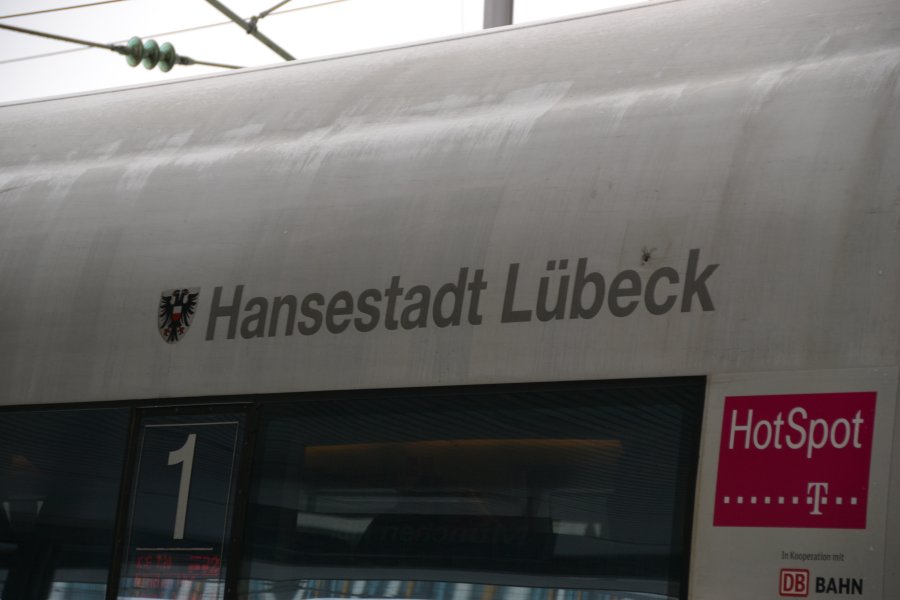 Hansestadt Lübeck
1
HotSpot
T
In Kooperation mit
DB BAHN